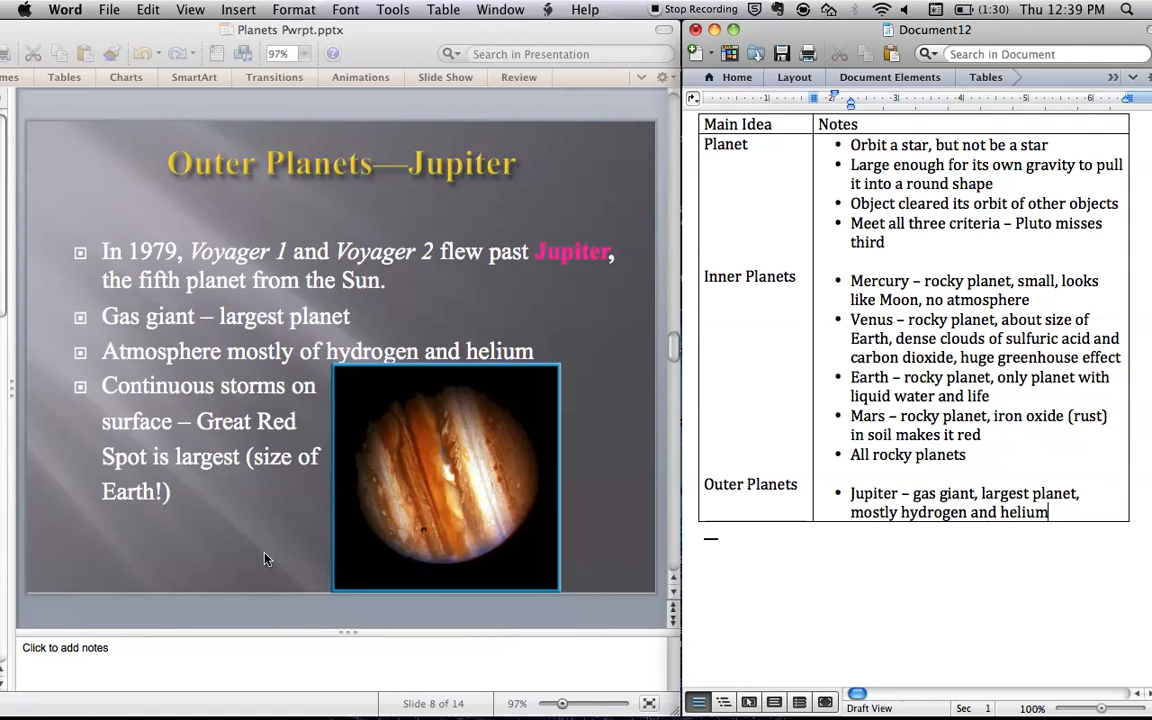 Word File Edit View Insert Format Font Tools Table Window Help Stop Recording (1:30) Thu 12:39 PM
Planets Pwrpt.pptx
97% Search in Presentation
mes Tables Charts SmartArt Transitions Animations Slide Show Review
Outer Planets—Jupiter
In 1979, Voyager 1 and Voyager 2 flew past Jupiter,
the fifth planet from the Sun.
Gas giant – largest planet
Atmosphere mostly of hydrogen and helium
Continuous storms on
surface – Great Red
Spot is largest (size of
Earth!)
Click to add notes
Slide 8 of 14 97%
Document12
Search in Document
Home Layout Document Elements Tables
1 2 3 4 5 6
Main Idea Notes
Planet • Orbit a star, but not be a star
• Large enough for its own gravity to pull
it into a round shape
• Object cleared its orbit of other objects
• Meet all three criteria – Pluto misses
third
Inner Planets • Mercury – rocky planet, small, looks
like Moon, no atmosphere
• Venus – rocky planet, about size of
Earth, dense clouds of sulfuric acid and
carbon dioxide, huge greenhouse effect
• Earth – rocky planet, only planet with
liquid water and life
• Mars – rocky planet, iron oxide (rust)
in soil makes it red
• All rocky planets
Outer Planets • Jupiter – gas giant, largest planet,
mostly hydrogen and helium
Draft View Sec 1 100%